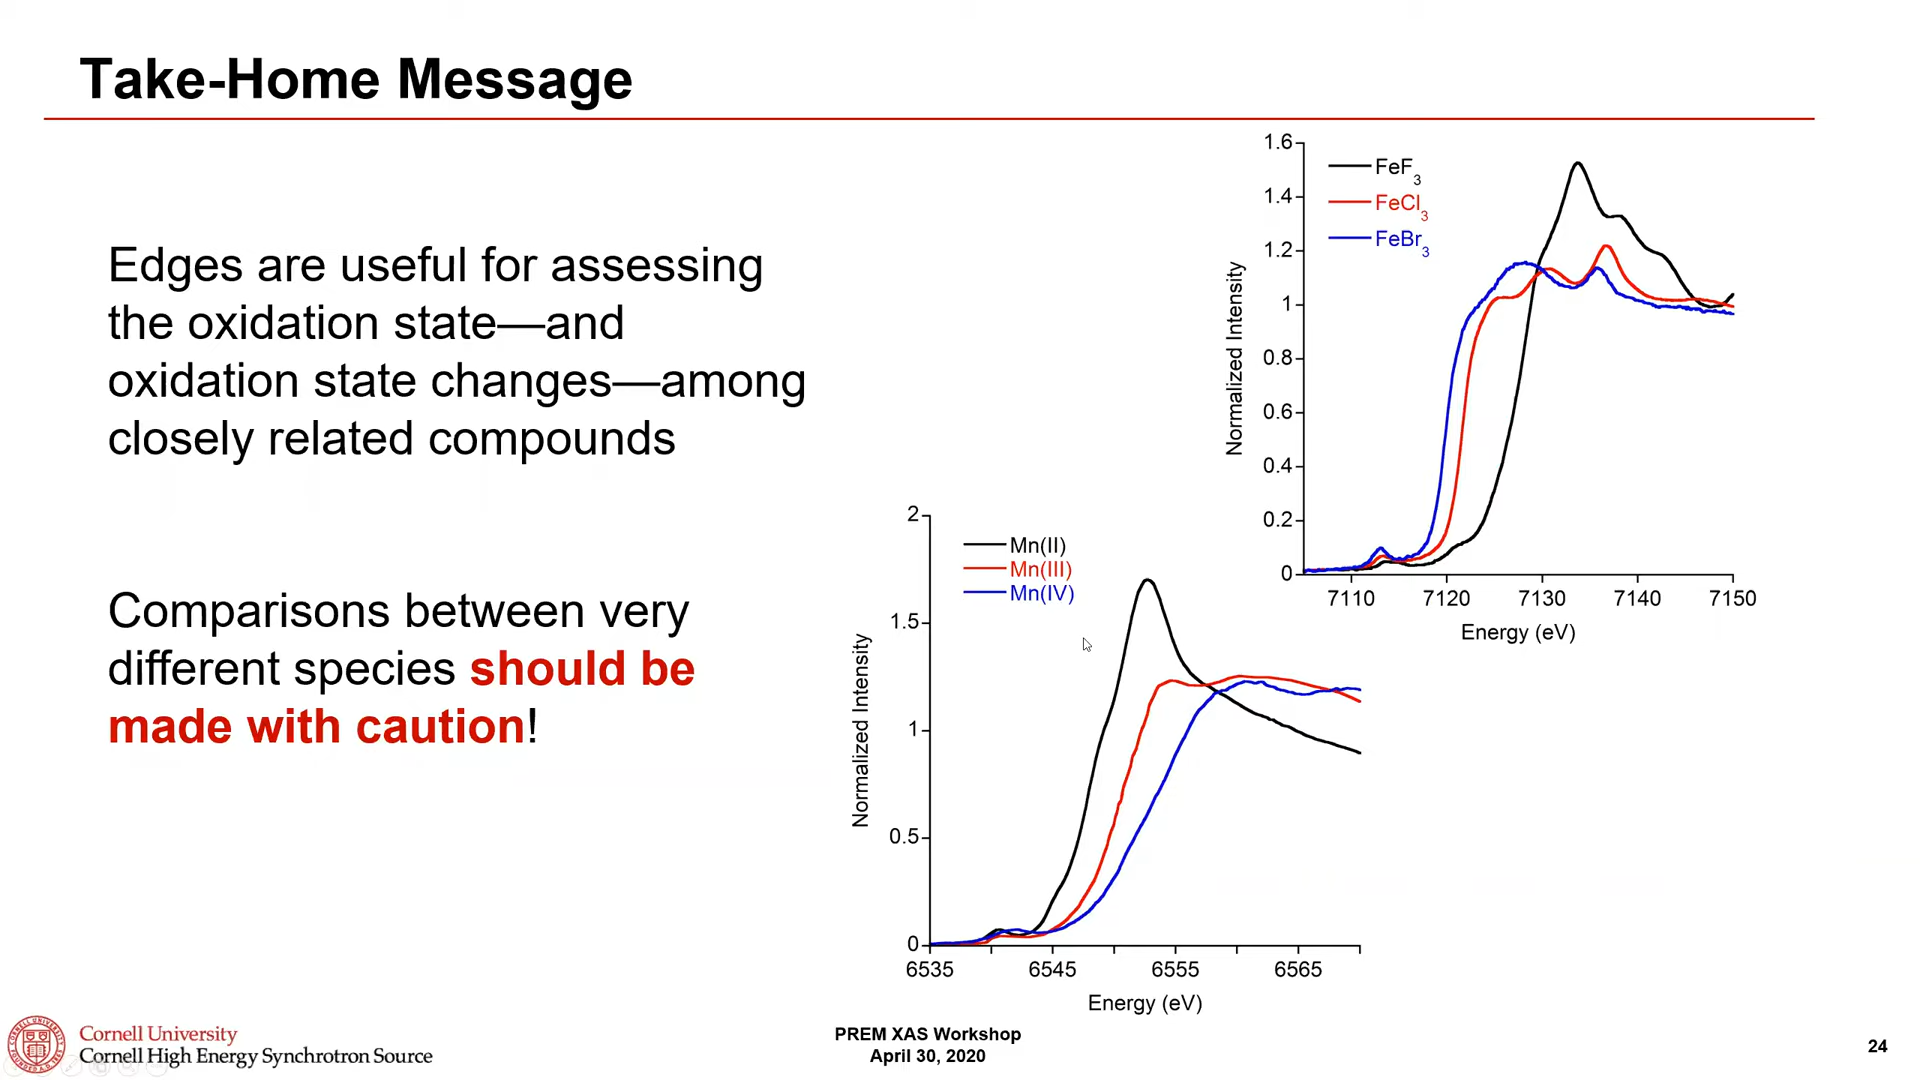 Take-Home Message
Edges are useful for assessing
the oxidation state—and
oxidation state changes—among
closely related compounds
Comparisons between very
different species should be
made with caution!
1.6
1.4
1.2
1
0.8
0.6
0.4
0.2
0
Normalized Intensity
FeF3
FeCl3
FeBr3
7110 7120 7130 7140 7150
Energy (eV)
2
1.5
1
0.5
0
Normalized Intensity
Mn(II)
Mn(III)
Mn(IV)
6535 6545 6555 6565
Energy (eV)
Cornell University
Cornell High Energy Synchrotron Source
PREM XAS Workshop
April 30, 2020
24